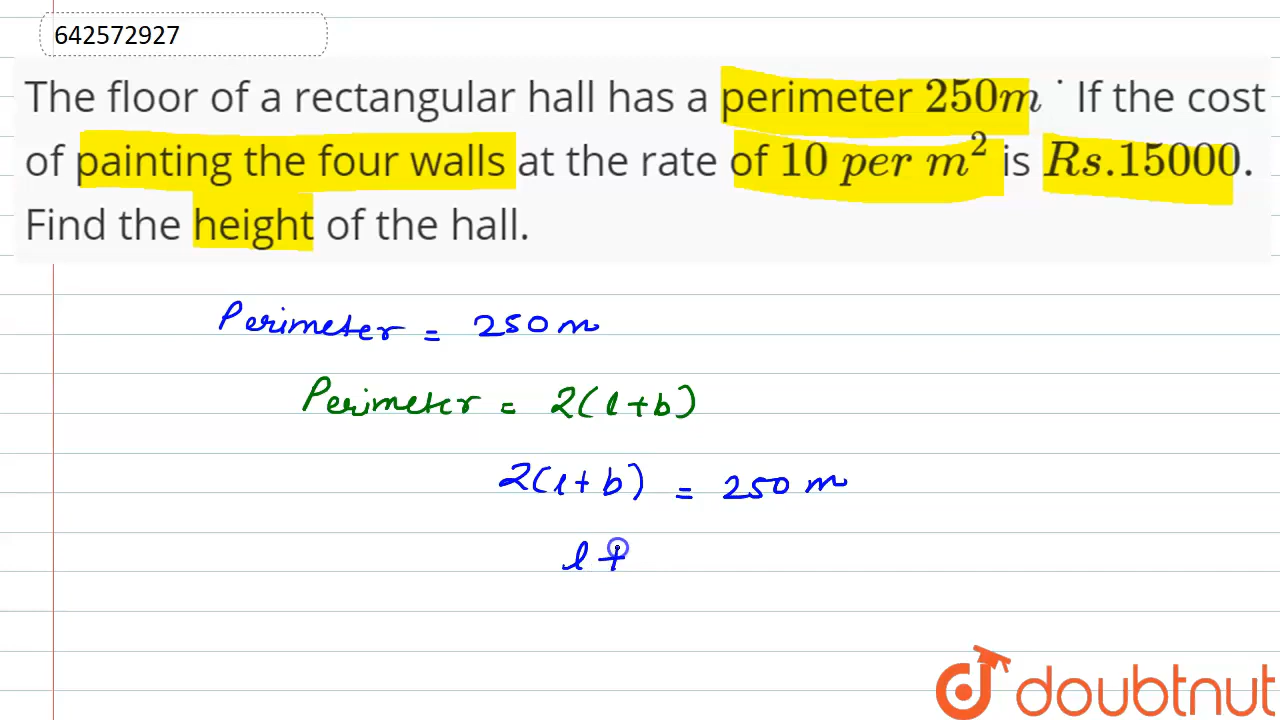 642572927
The floor of a rectangular hall has a perimeter 250m ˙ If the cost
of painting the four walls at the rate of 10 per m² is Rs.15000.
Find the height of the hall.
Perimeter = 250 m
Perimeter = 2(l+b)
2(l+b) = 250 m
l +
doubtnut